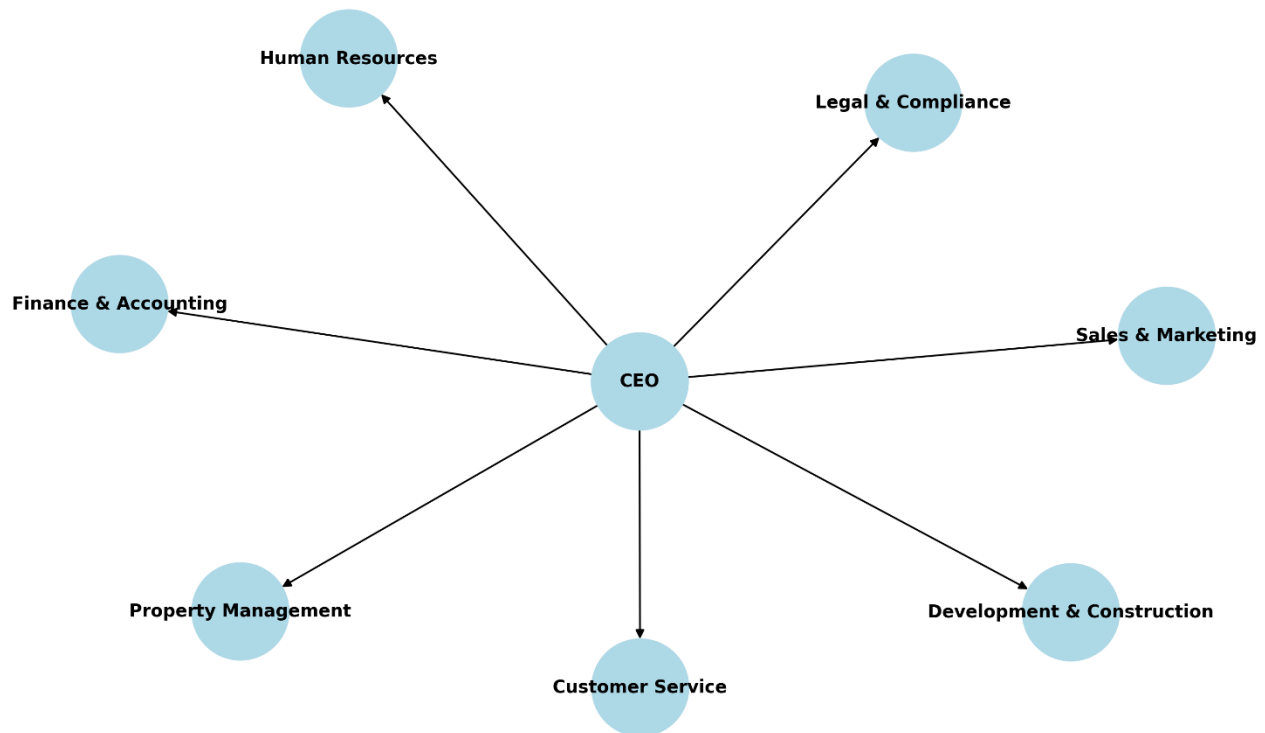 Human Resources
Legal & Compliance
Finance & Accounting
Sales & Marketing
CEO
Property Management
Development & Construction
Customer Service